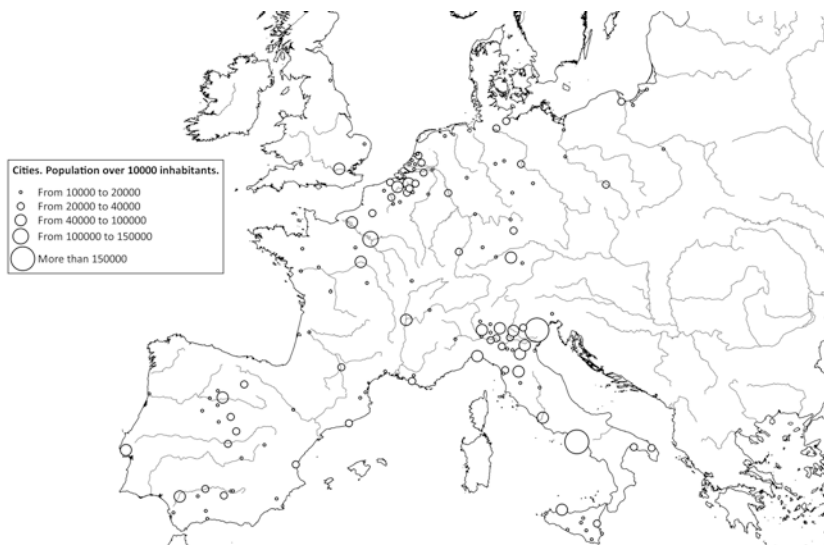 Cities. Population over 10000 inhabitants.
From 10000 to 20000
From 20000 to 40000
From 40000 to 100000
From 100000 to 150000
More than 150000